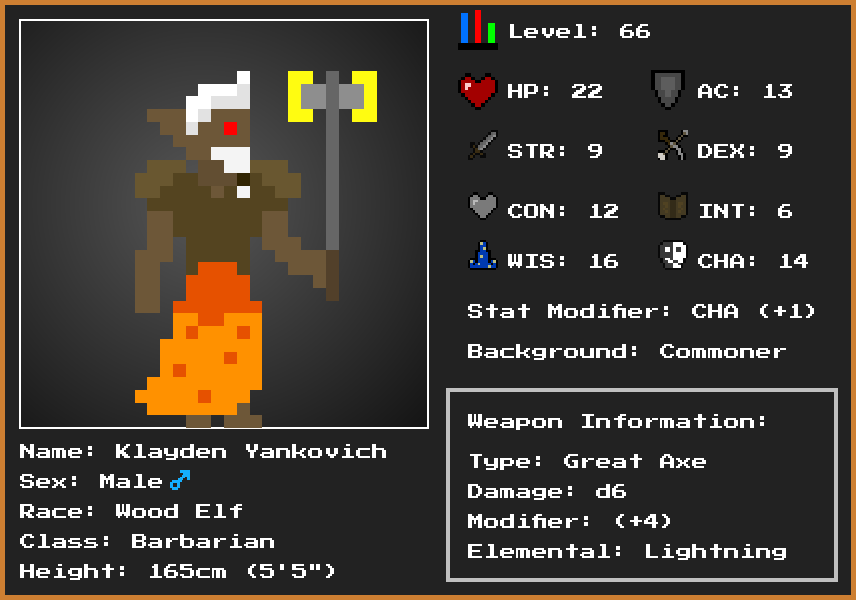 Level: 66
HP: 22
AC: 13
STR: 9
DEX: 9
CON: 12
INT: 6
WIS: 16
CHA: 14
Stat Modifier: CHA (+1)
Background: Commoner
Weapon Information:
Type: Great Axe
Damage: d6
Modifier: (+4)
Elemental: Lightning
Name: Klayden Yankovich
Sex: Male ♂
Race: Wood Elf
Class: Barbarian
Height: 165cm (5'5")